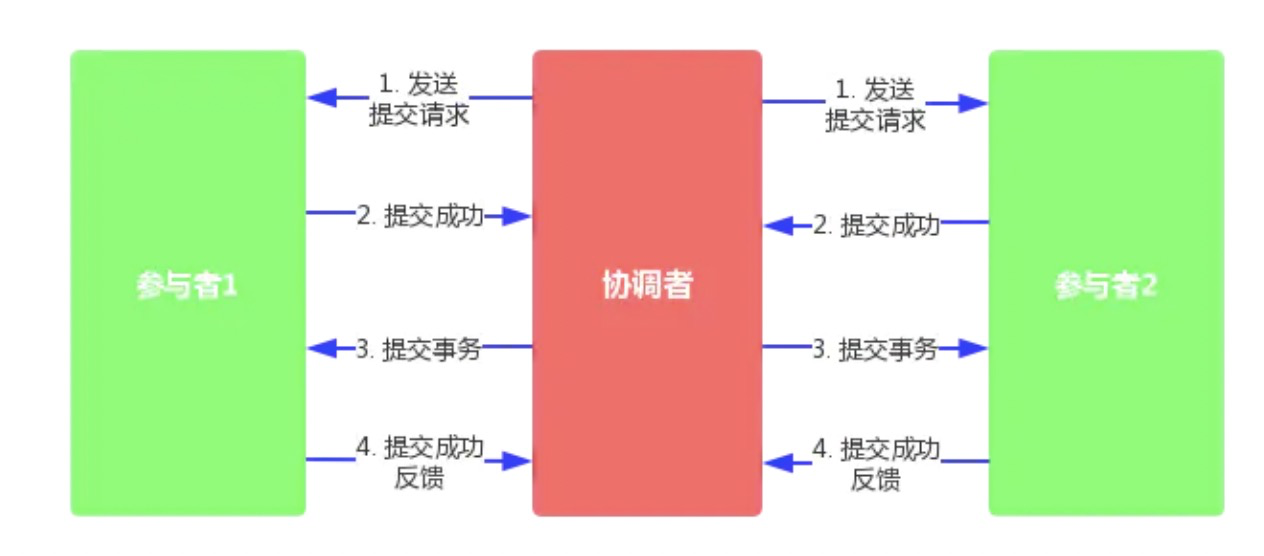 1. 发送
提交请求
1. 发送
提交请求
2. 提交成功
2. 提交成功
参与者1
协调者
参与者2
3. 提交事务
3. 提交事务
4. 提交成功
反馈
4. 提交成功
反馈